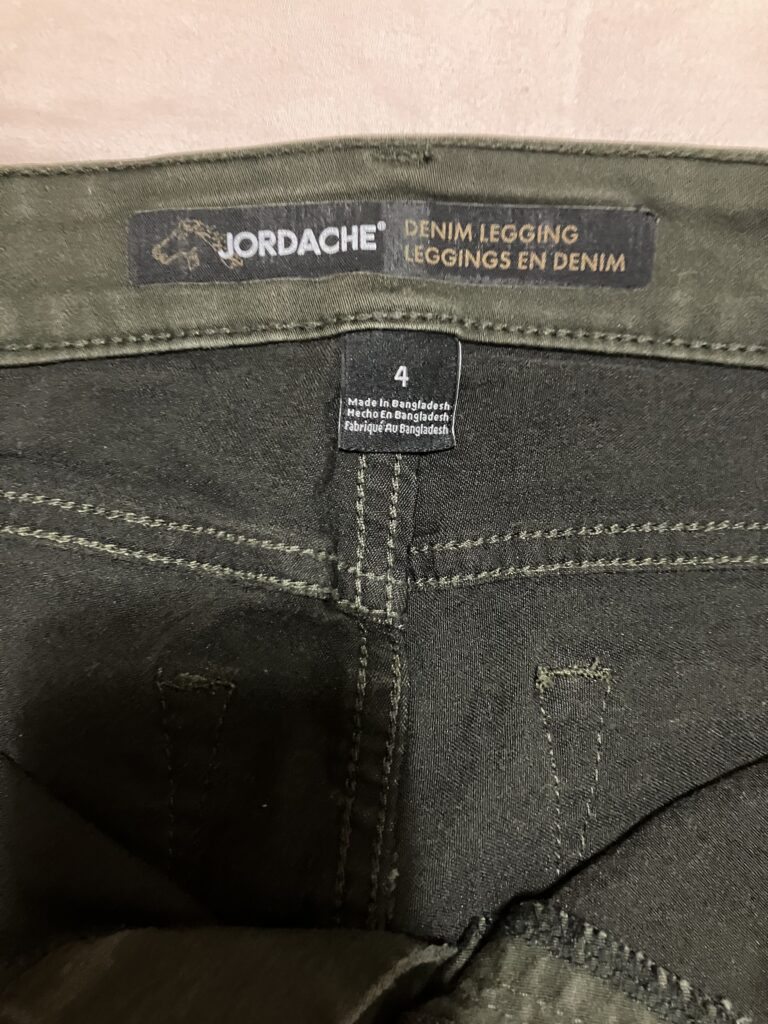 JORDACHE®
DENIM LEGGING
LEGGINGS EN DENIM
4
Made In Bangladesh
Hecho En Bangladesh
Fabriqué Au Bangladesh